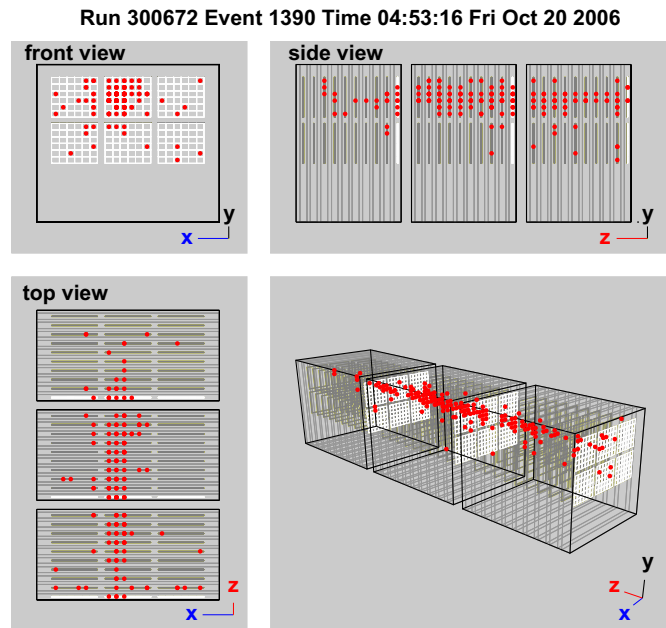 Run 300672 Event 1390 Time 04:53:16 Fri Oct 20 2006
front view
y
x
side view
y
z
top view
z
x
y
z
x